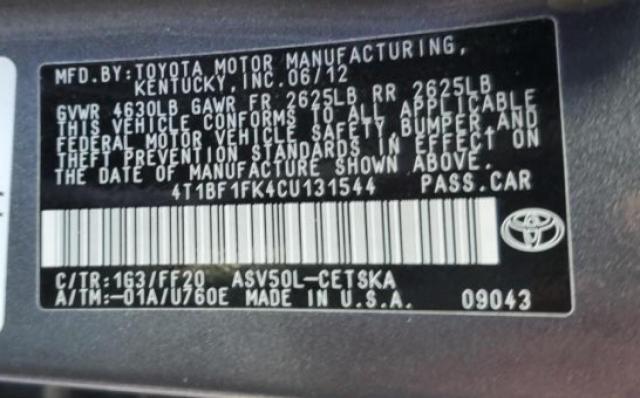 MFD. BY: TOYOTA MOTOR MANUFACTURING,
KENTUCKY, INC. 06/12
GVWR 4630LB GAWR FR 2625LB RR 2625LB
THIS VEHICLE CONFORMS TO ALL APPLICABLE
FEDERAL MOTOR VEHICLE SAFETY, BUMPER, AND
THEFT PREVENTION STANDARDS IN EFFECT ON
THE DATE OF MANUFACTURE SHOWN ABOVE.
4T1BF1FK4CU131544 PASS.CAR
C/TR:1G3/FF20 ASV50L-CETSKA
A/TM:-01A/U760E MADE IN U.S.A. 09043